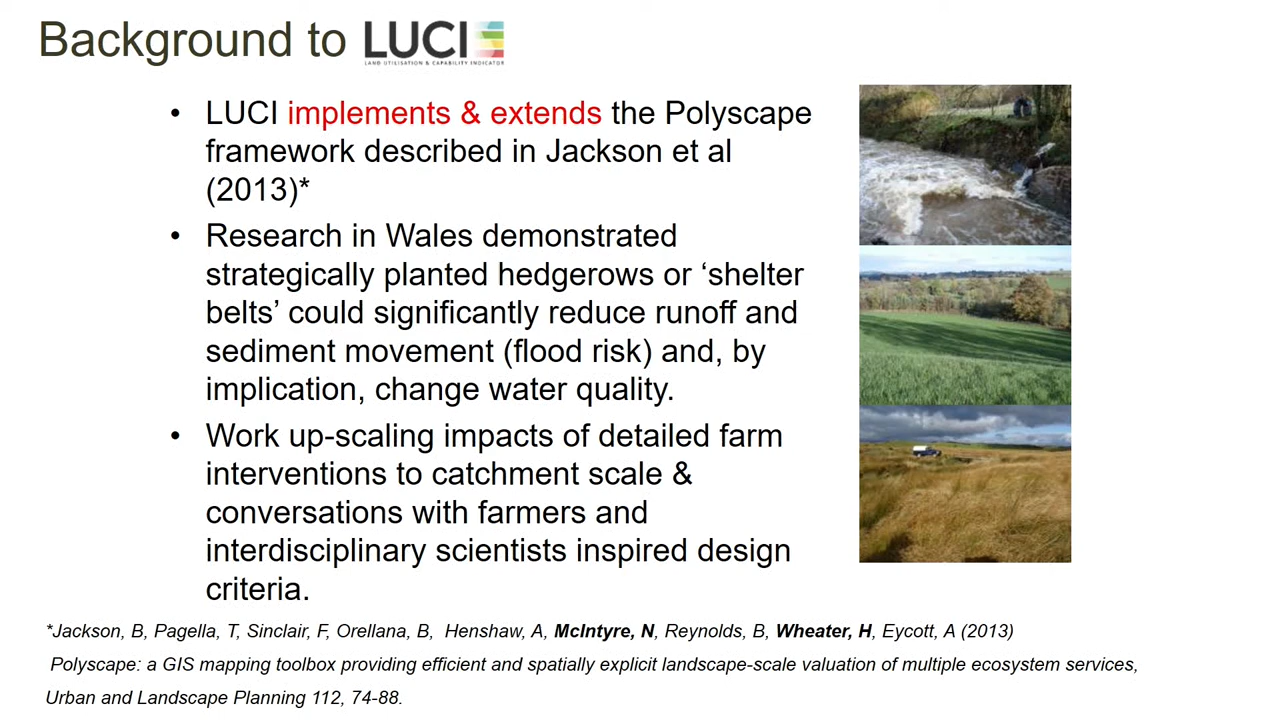 Background to LUCI
LAND UTILISATION & CAPABILITY INDICATOR
• LUCI implements & extends the Polyscape
framework described in Jackson et al
(2013)*
• Research in Wales demonstrated
strategically planted hedgerows or ‘shelter
belts’ could significantly reduce runoff and
sediment movement (flood risk) and, by
implication, change water quality.
• Work up-scaling impacts of detailed farm
interventions to catchment scale &
conversations with farmers and
interdisciplinary scientists inspired design
criteria.
*Jackson, B, Pagella, T, Sinclair, F, Orellana, B, Henshaw, A, McIntyre, N, Reynolds, B, Wheater, H, Eycott, A (2013)
Polyscape: a GIS mapping toolbox providing efficient and spatially explicit landscape-scale valuation of multiple ecosystem services,
Urban and Landscape Planning 112, 74-88.